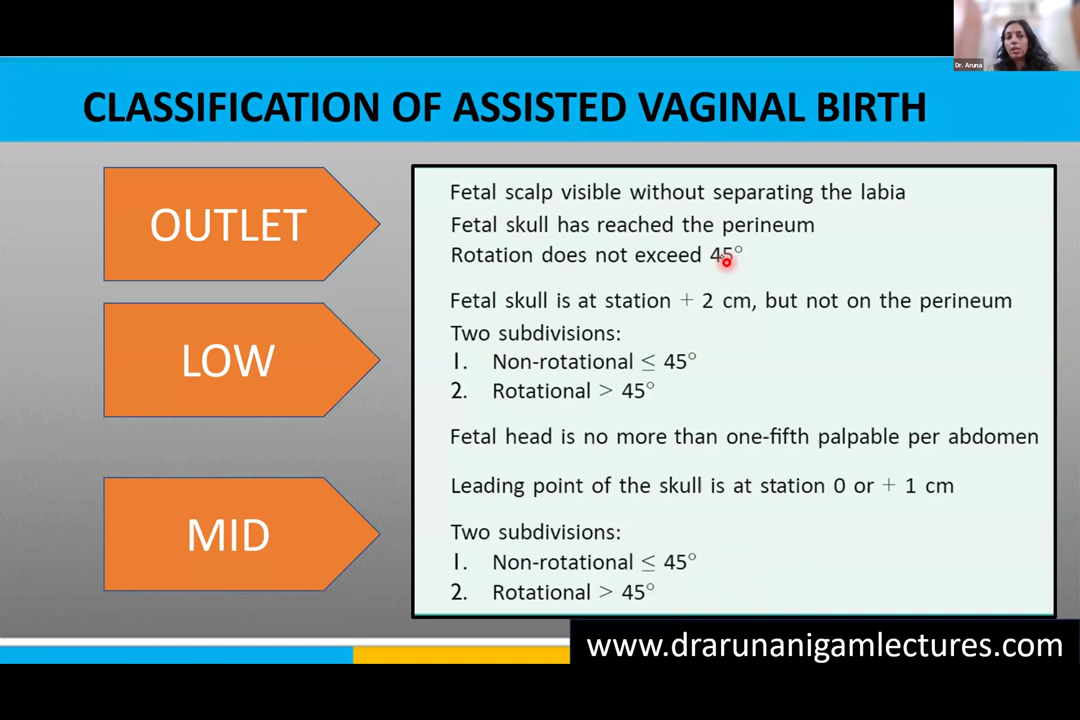 Dr. Aruna
CLASSIFICATION OF ASSISTED VAGINAL BIRTH
OUTLET
Fetal scalp visible without separating the labia
Fetal skull has reached the perineum
Rotation does not exceed 45°
LOW
Fetal skull is at station + 2 cm, but not on the perineum
Two subdivisions:
1. Non-rotational ≤ 45°
2. Rotational > 45°
MID
Fetal head is no more than one-fifth palpable per abdomen
Leading point of the skull is at station 0 or + 1 cm
Two subdivisions:
1. Non-rotational ≤ 45°
2. Rotational > 45°
www.drarunanigamlectures.com